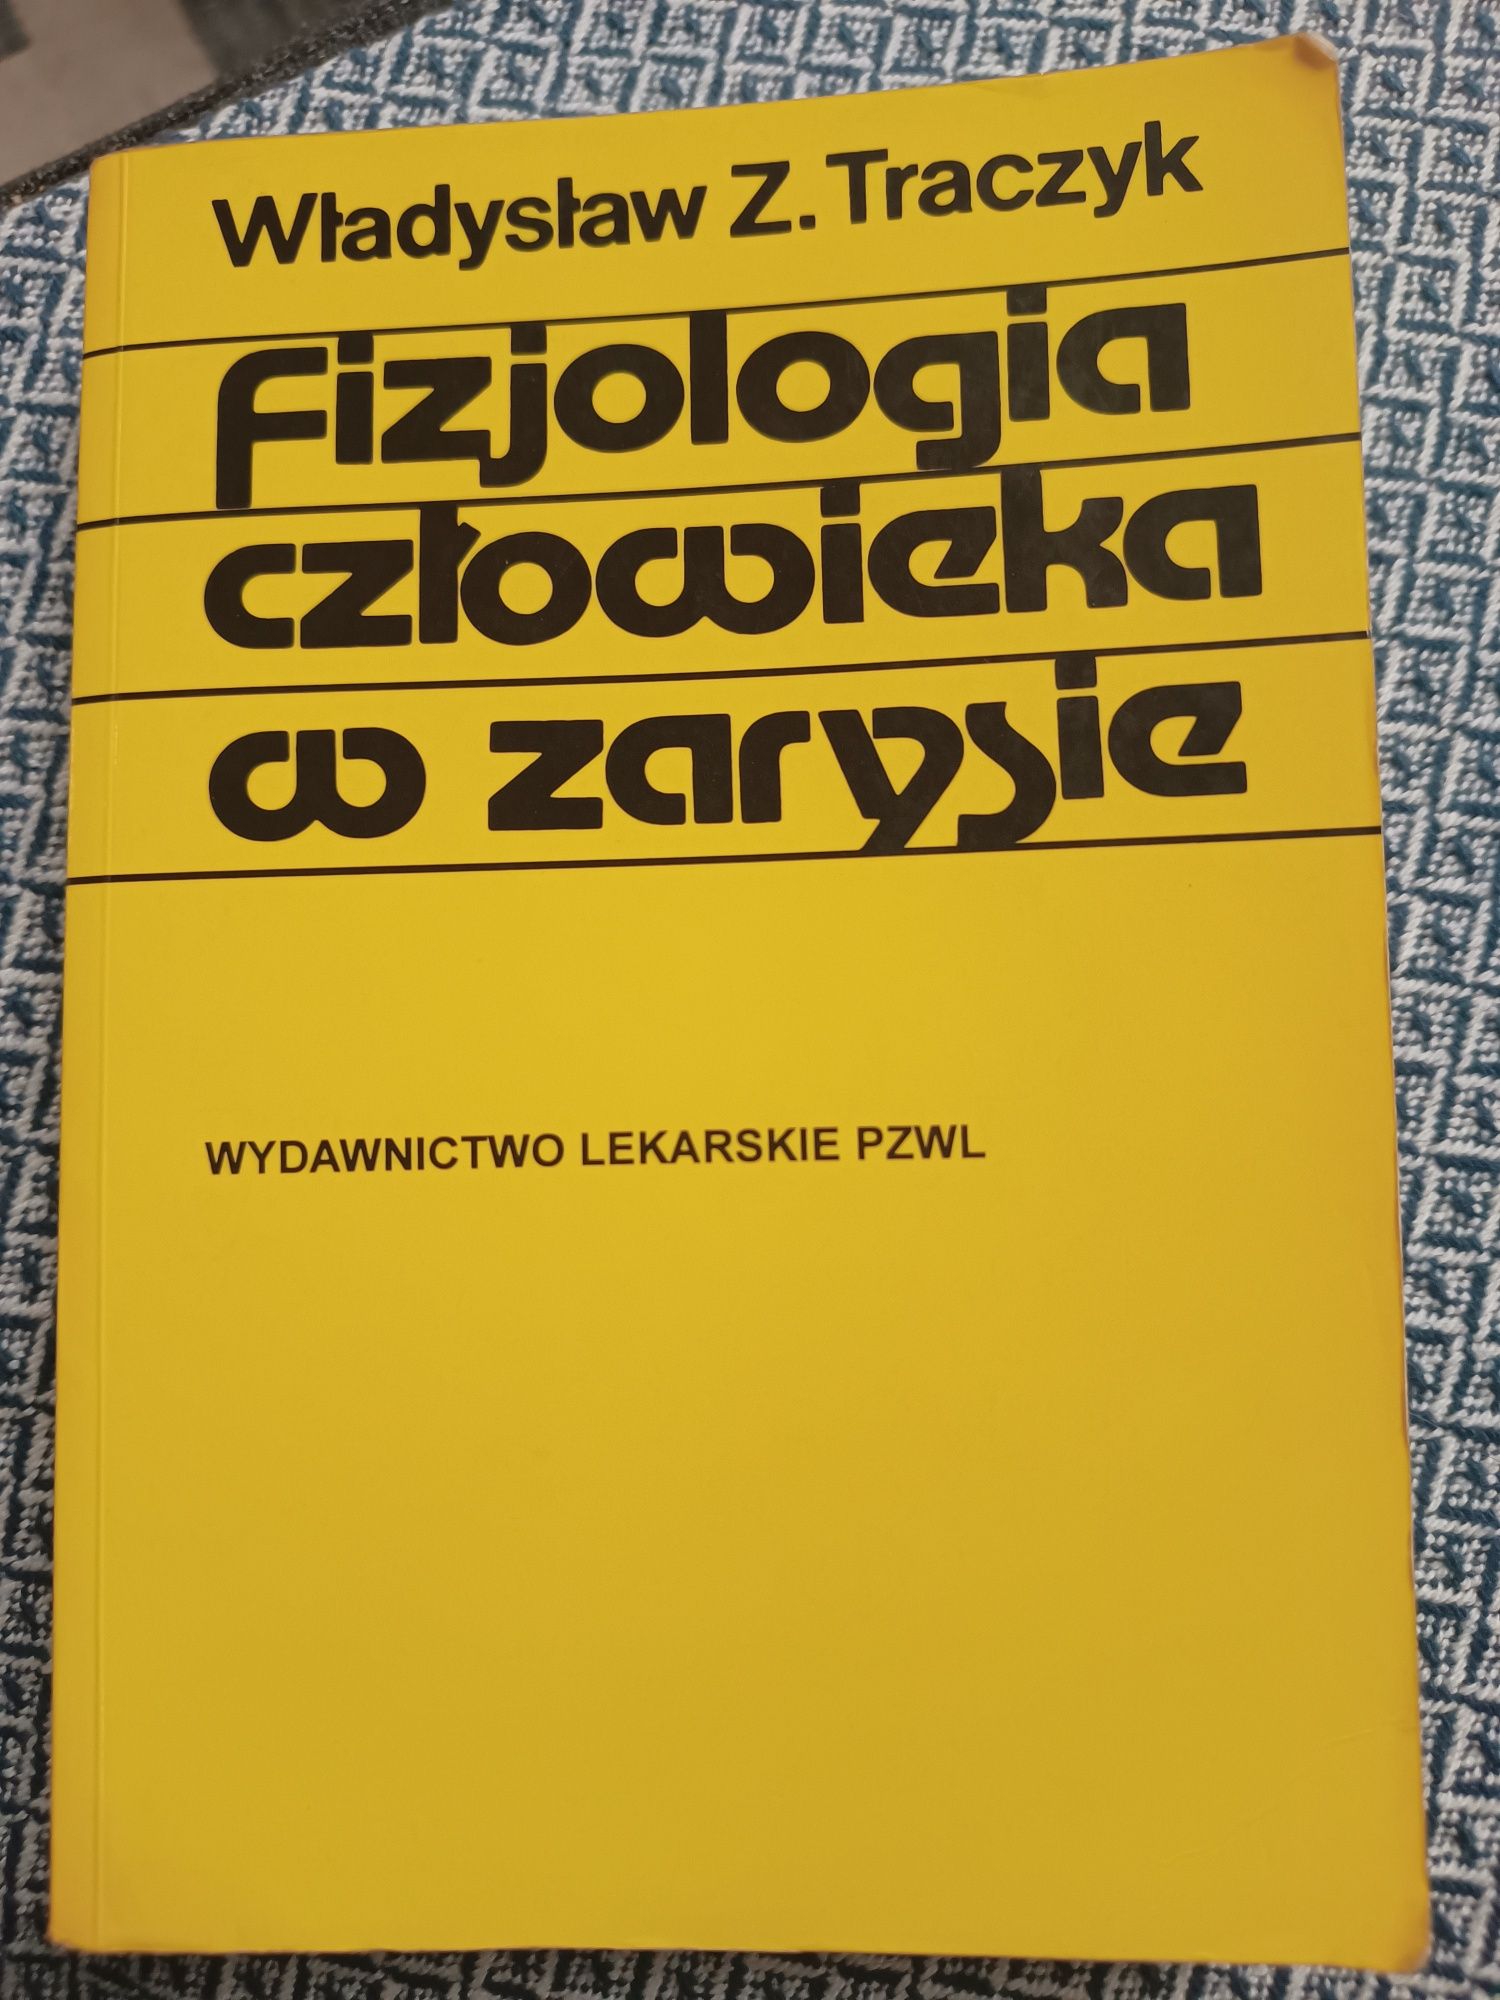 Władysław Z. Traczyk
fizjologia
człowieka
w zarysie
WYDAWNICTWO LEKARSKIE PZWL